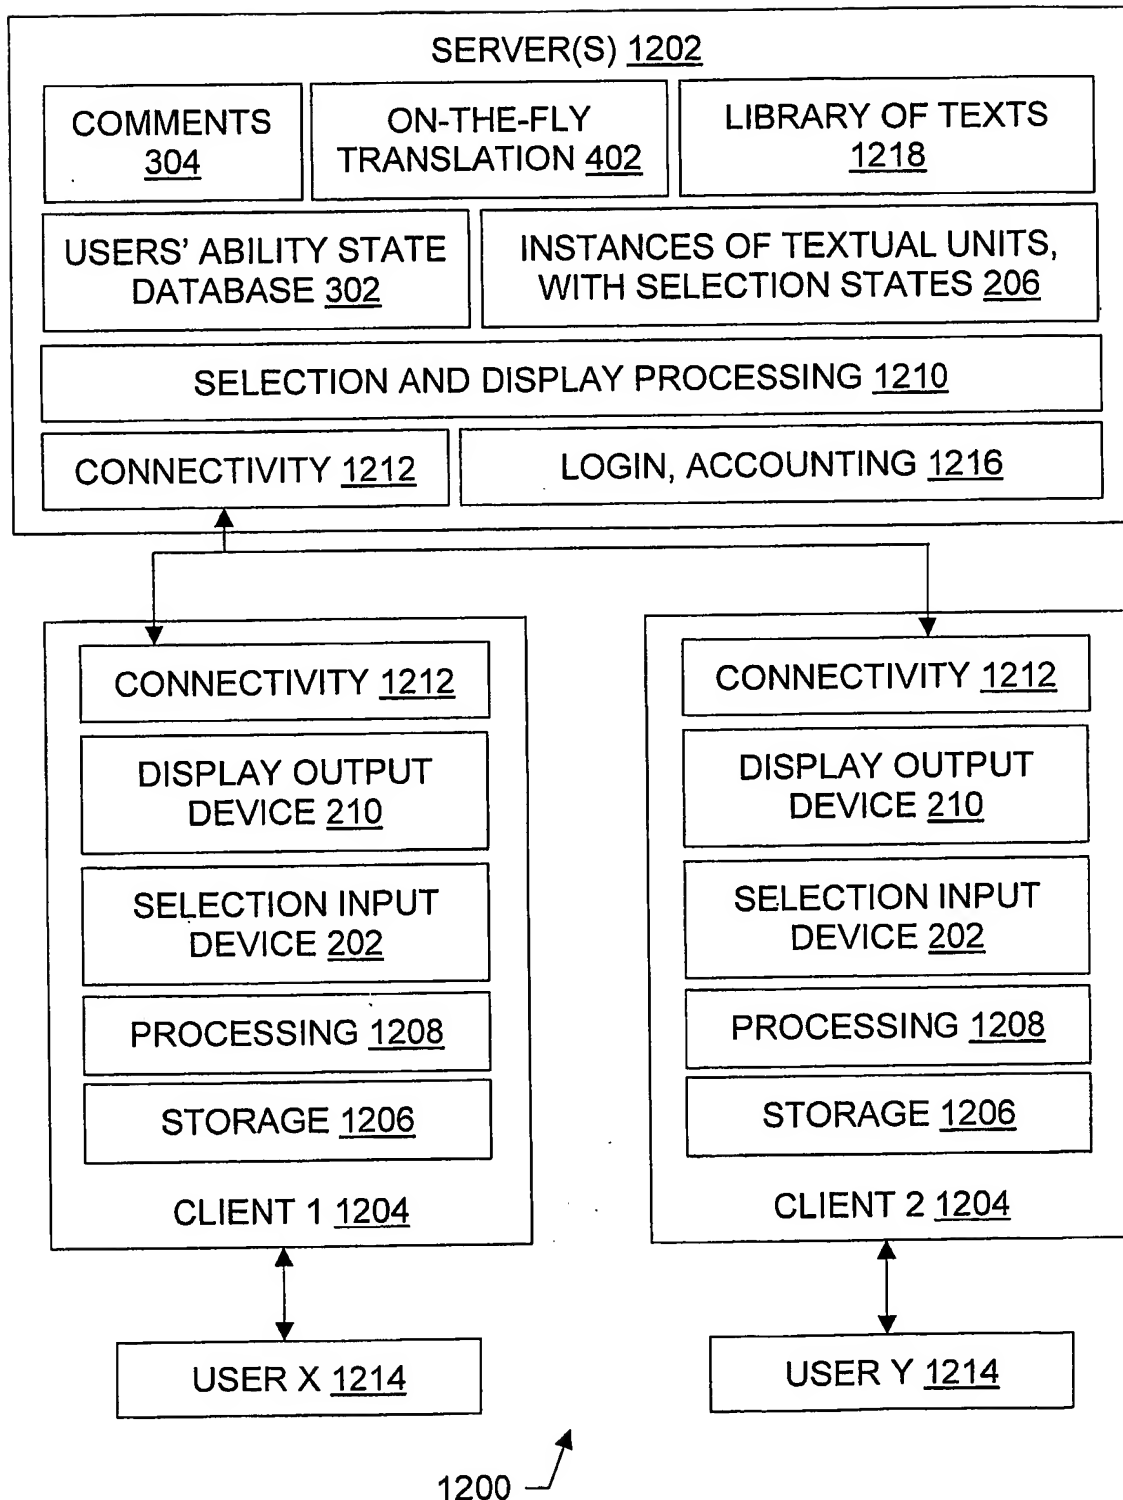 SERVER(S) 1202
COMMENTS
304
ON-THE-FLY
TRANSLATION 402
LIBRARY OF TEXTS
1218
USERS' ABILITY STATE
DATABASE 302
INSTANCES OF TEXTUAL UNITS,
WITH SELECTION STATES 206
SELECTION AND DISPLAY PROCESSING 1210
CONNECTIVITY 1212
LOGIN, ACCOUNTING 1216
CONNECTIVITY 1212
DISPLAY OUTPUT
DEVICE 210
SELECTION INPUT
DEVICE 202
PROCESSING 1208
STORAGE 1206
CLIENT 1 1204
CONNECTIVITY 1212
DISPLAY OUTPUT
DEVICE 210
SELECTION INPUT
DEVICE 202
PROCESSING 1208
STORAGE 1206
CLIENT 2 1204
USER X 1214
USER Y 1214
1200